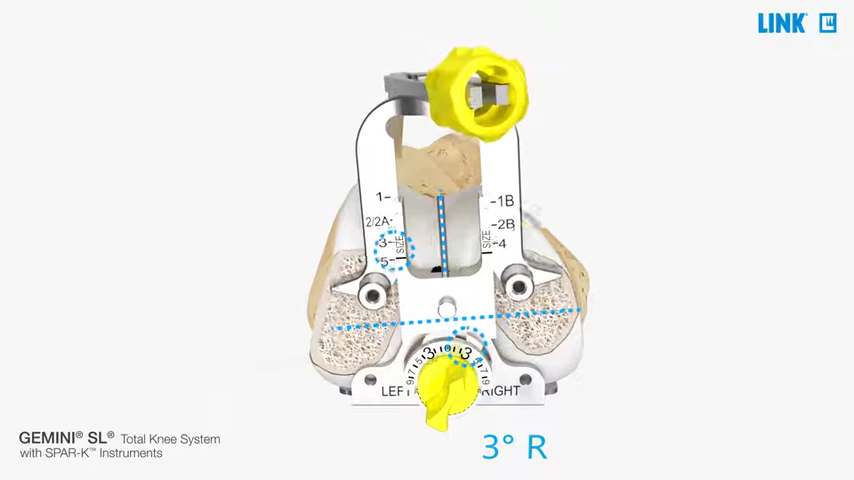 LINK®
1 1B
2/2A 2B
3 SIZE SIZE 4
5
3 3
LEFT RIGHT
3° R
GEMINI® SL® Total Knee System
with SPAR-K™ Instruments